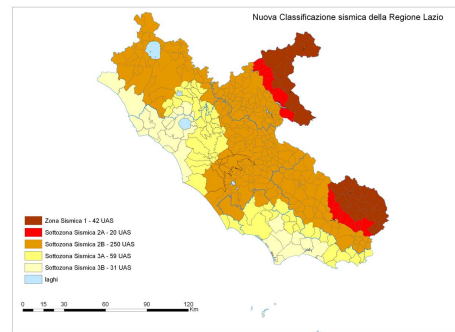 Nuova Classificazione sismica della Regione Lazio
Zona Sismica 1 - 42 UAS
Sottozona Sismica 2A - 20 UAS
Sottozona Sismica 2B - 250 UAS
Sottozona Sismica 3A - 59 UAS
Sottozona Sismica 3B - 31 UAS
laghi
0 15 30 60 90 120
Km